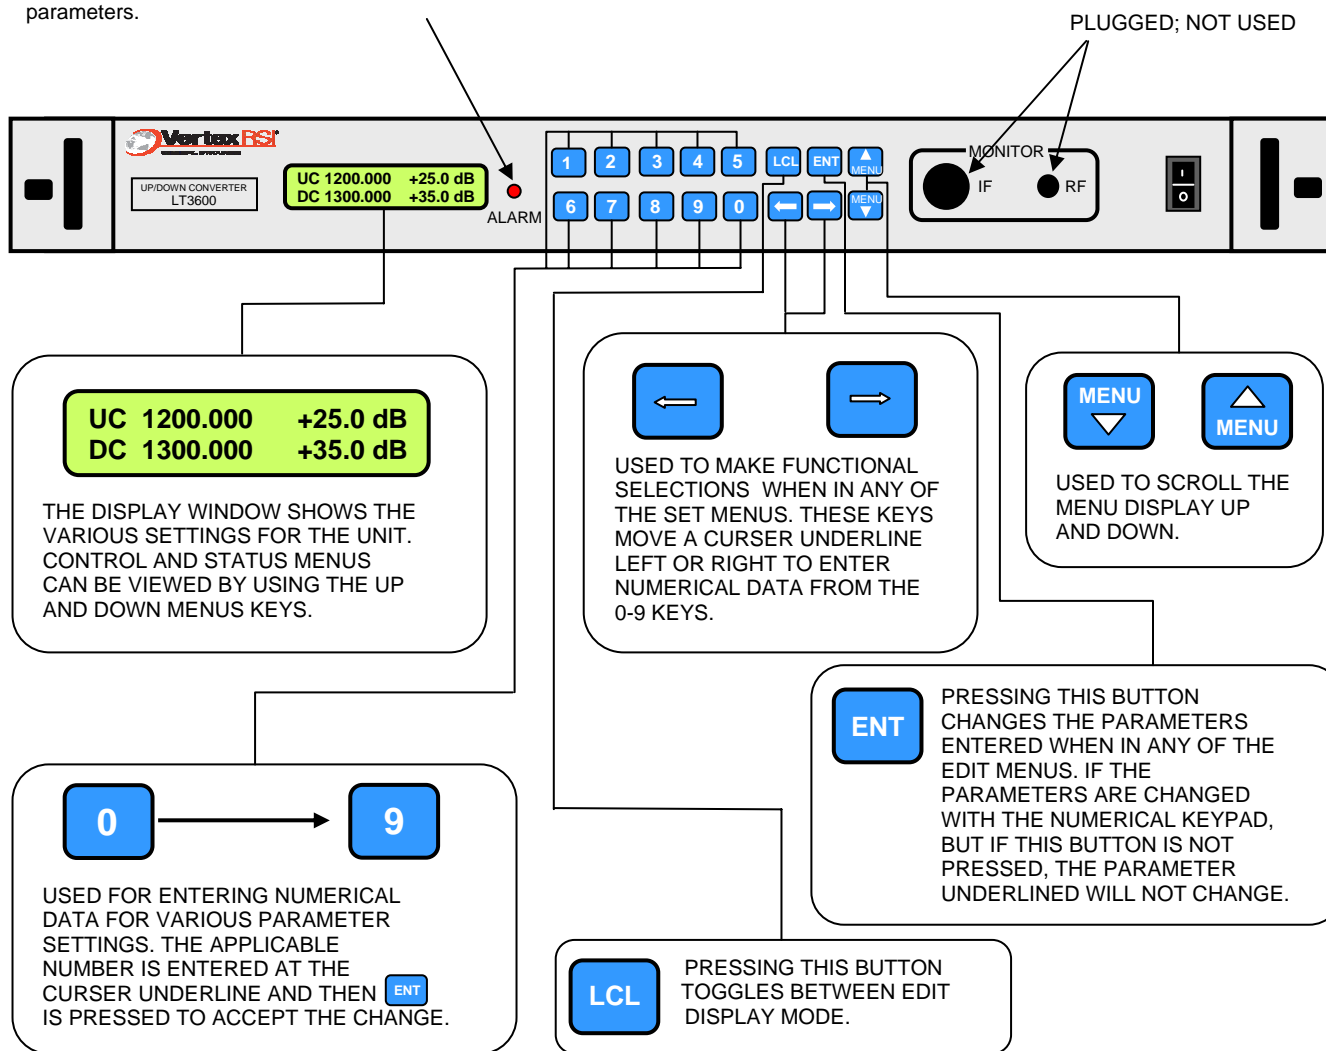 parameters.
PLUGGED; NOT USED
Vertex RSI
UP/DOWN CONVERTER
LT3600
UC 1200.000 +25.0 dB
DC 1300.000 +35.0 dB
ALARM
1 2 3 4 5 LCL ENT MENU
6 7 8 9 0 MENU
MONITOR
IF RF
I
O
UC 1200.000 +25.0 dB
DC 1300.000 +35.0 dB
THE DISPLAY WINDOW SHOWS THE
VARIOUS SETTINGS FOR THE UNIT.
CONTROL AND STATUS MENUS
CAN BE VIEWED BY USING THE UP
AND DOWN MENUS KEYS.
USED TO MAKE FUNCTIONAL
SELECTIONS WHEN IN ANY OF
THE SET MENUS. THESE KEYS
MOVE A CURSER UNDERLINE
LEFT OR RIGHT TO ENTER
NUMERICAL DATA FROM THE
0-9 KEYS.
MENU MENU
USED TO SCROLL THE
MENU DISPLAY UP
AND DOWN.
ENT
PRESSING THIS BUTTON
CHANGES THE PARAMETERS
ENTERED WHEN IN ANY OF THE
EDIT MENUS. IF THE
PARAMETERS ARE CHANGED
WITH THE NUMERICAL KEYPAD,
BUT IF THIS BUTTON IS NOT
PRESSED, THE PARAMETER
UNDERLINED WILL NOT CHANGE.
0 9
USED FOR ENTERING NUMERICAL
DATA FOR VARIOUS PARAMETER
SETTINGS. THE APPLICABLE
NUMBER IS ENTERED AT THE
CURSER UNDERLINE AND THEN ENT
IS PRESSED TO ACCEPT THE CHANGE.
LCL
PRESSING THIS BUTTON
TOGGLES BETWEEN EDIT
DISPLAY MODE.